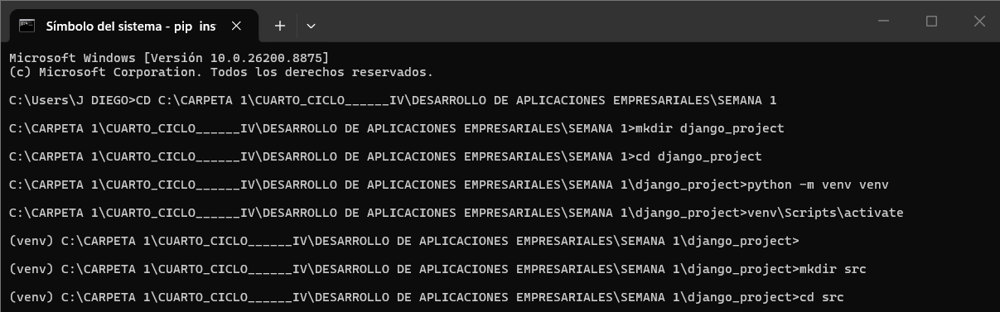 Símbolo del sistema - pip  ins
Microsoft Windows [Versión 10.0.26200.8875]
(c) Microsoft Corporation. Todos los derechos reservados.
C:\Users\J DIEGO>CD C:\CARPETA 1\CUARTO_CICLO______IV\DESARROLLO DE APLICACIONES EMPRESARIALES\SEMANA 1
C:\CARPETA 1\CUARTO_CICLO______IV\DESARROLLO DE APLICACIONES EMPRESARIALES\SEMANA 1>mkdir django_project
C:\CARPETA 1\CUARTO_CICLO______IV\DESARROLLO DE APLICACIONES EMPRESARIALES\SEMANA 1>cd django_project
C:\CARPETA 1\CUARTO_CICLO______IV\DESARROLLO DE APLICACIONES EMPRESARIALES\SEMANA 1\django_project>python -m venv venv
C:\CARPETA 1\CUARTO_CICLO______IV\DESARROLLO DE APLICACIONES EMPRESARIALES\SEMANA 1\django_project>venv\Scripts\activate
(venv) C:\CARPETA 1\CUARTO_CICLO______IV\DESARROLLO DE APLICACIONES EMPRESARIALES\SEMANA 1\django_project>
(venv) C:\CARPETA 1\CUARTO_CICLO______IV\DESARROLLO DE APLICACIONES EMPRESARIALES\SEMANA 1\django_project>mkdir src
(venv) C:\CARPETA 1\CUARTO_CICLO______IV\DESARROLLO DE APLICACIONES EMPRESARIALES\SEMANA 1\django_project>cd src